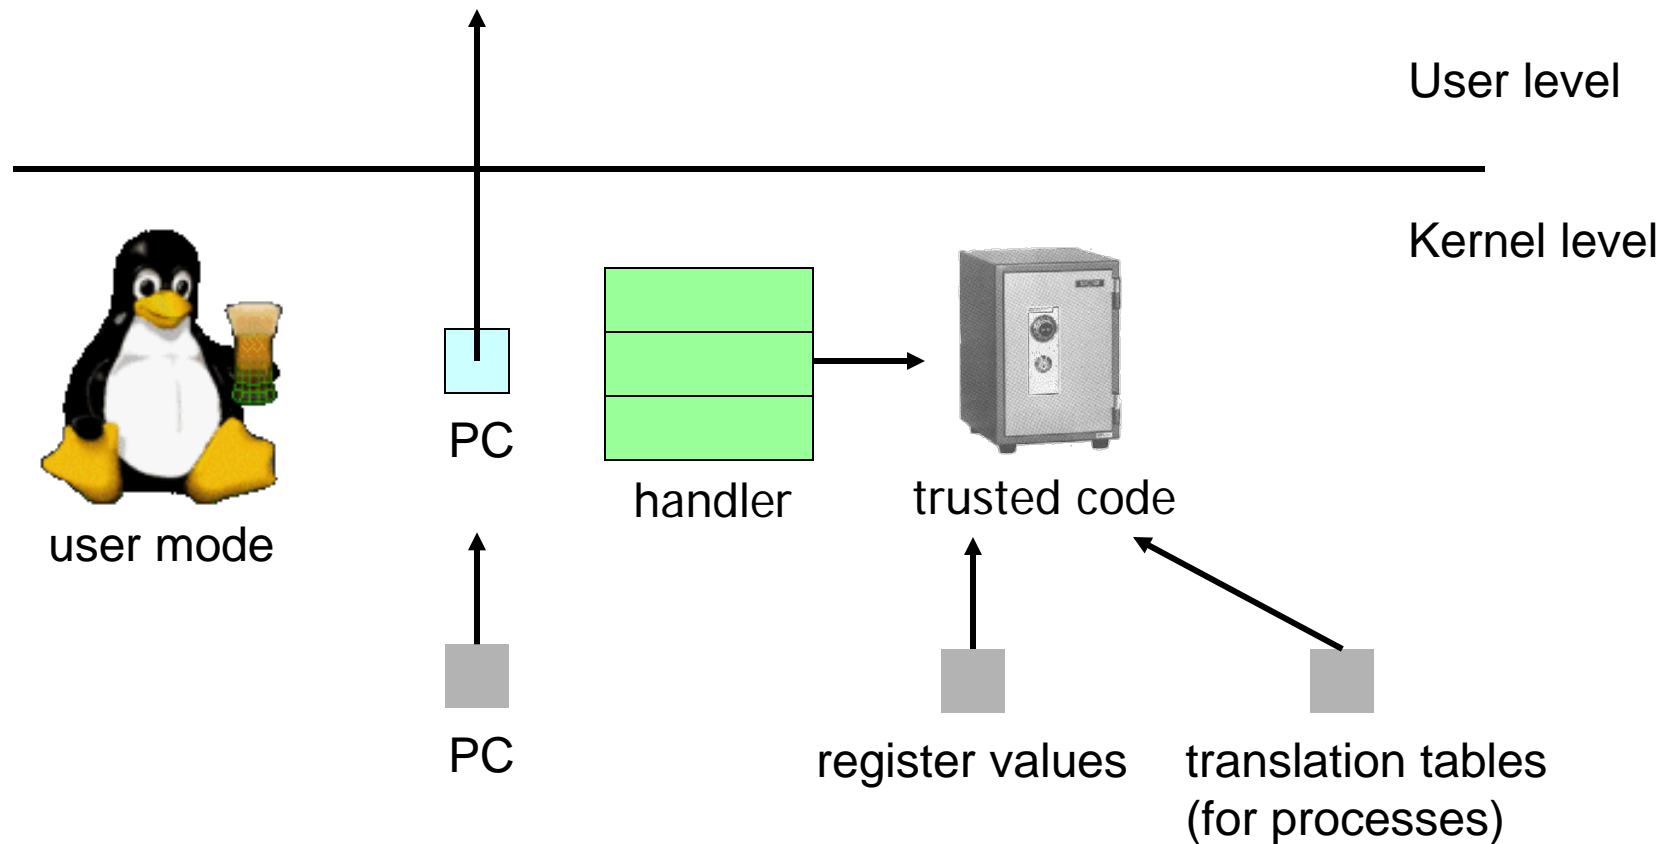 User level
Kernel level
PC
handler
trusted code
user mode
PC
register values
translation tables
(for processes)